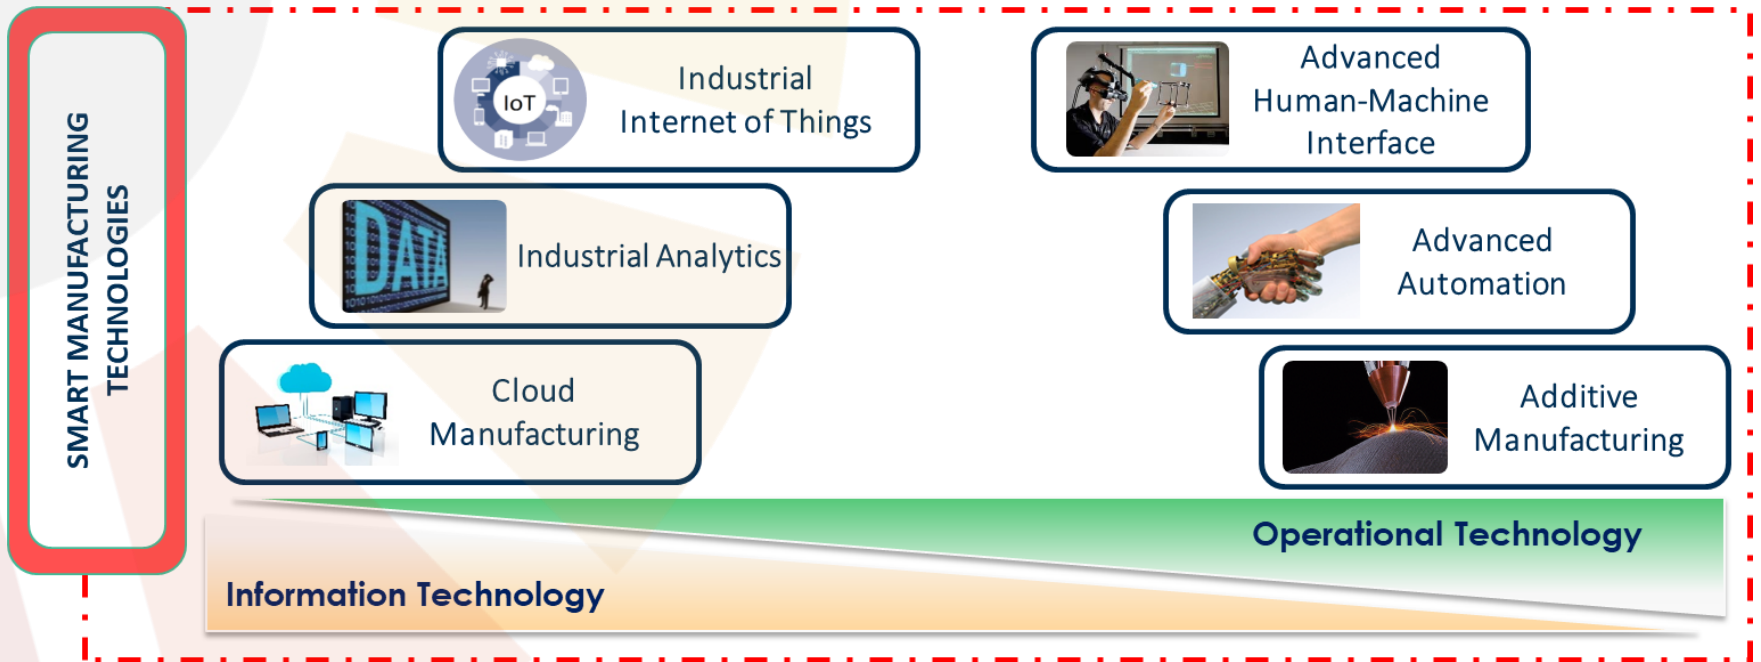 SMART MANUFACTURING
TECHNOLOGIES
IoT
Industrial
Internet of Things
Advanced
Human-Machine
Interface
DATA
Industrial Analytics
Advanced
Automation
Cloud
Manufacturing
Additive
Manufacturing
Operational Technology
Information Technology